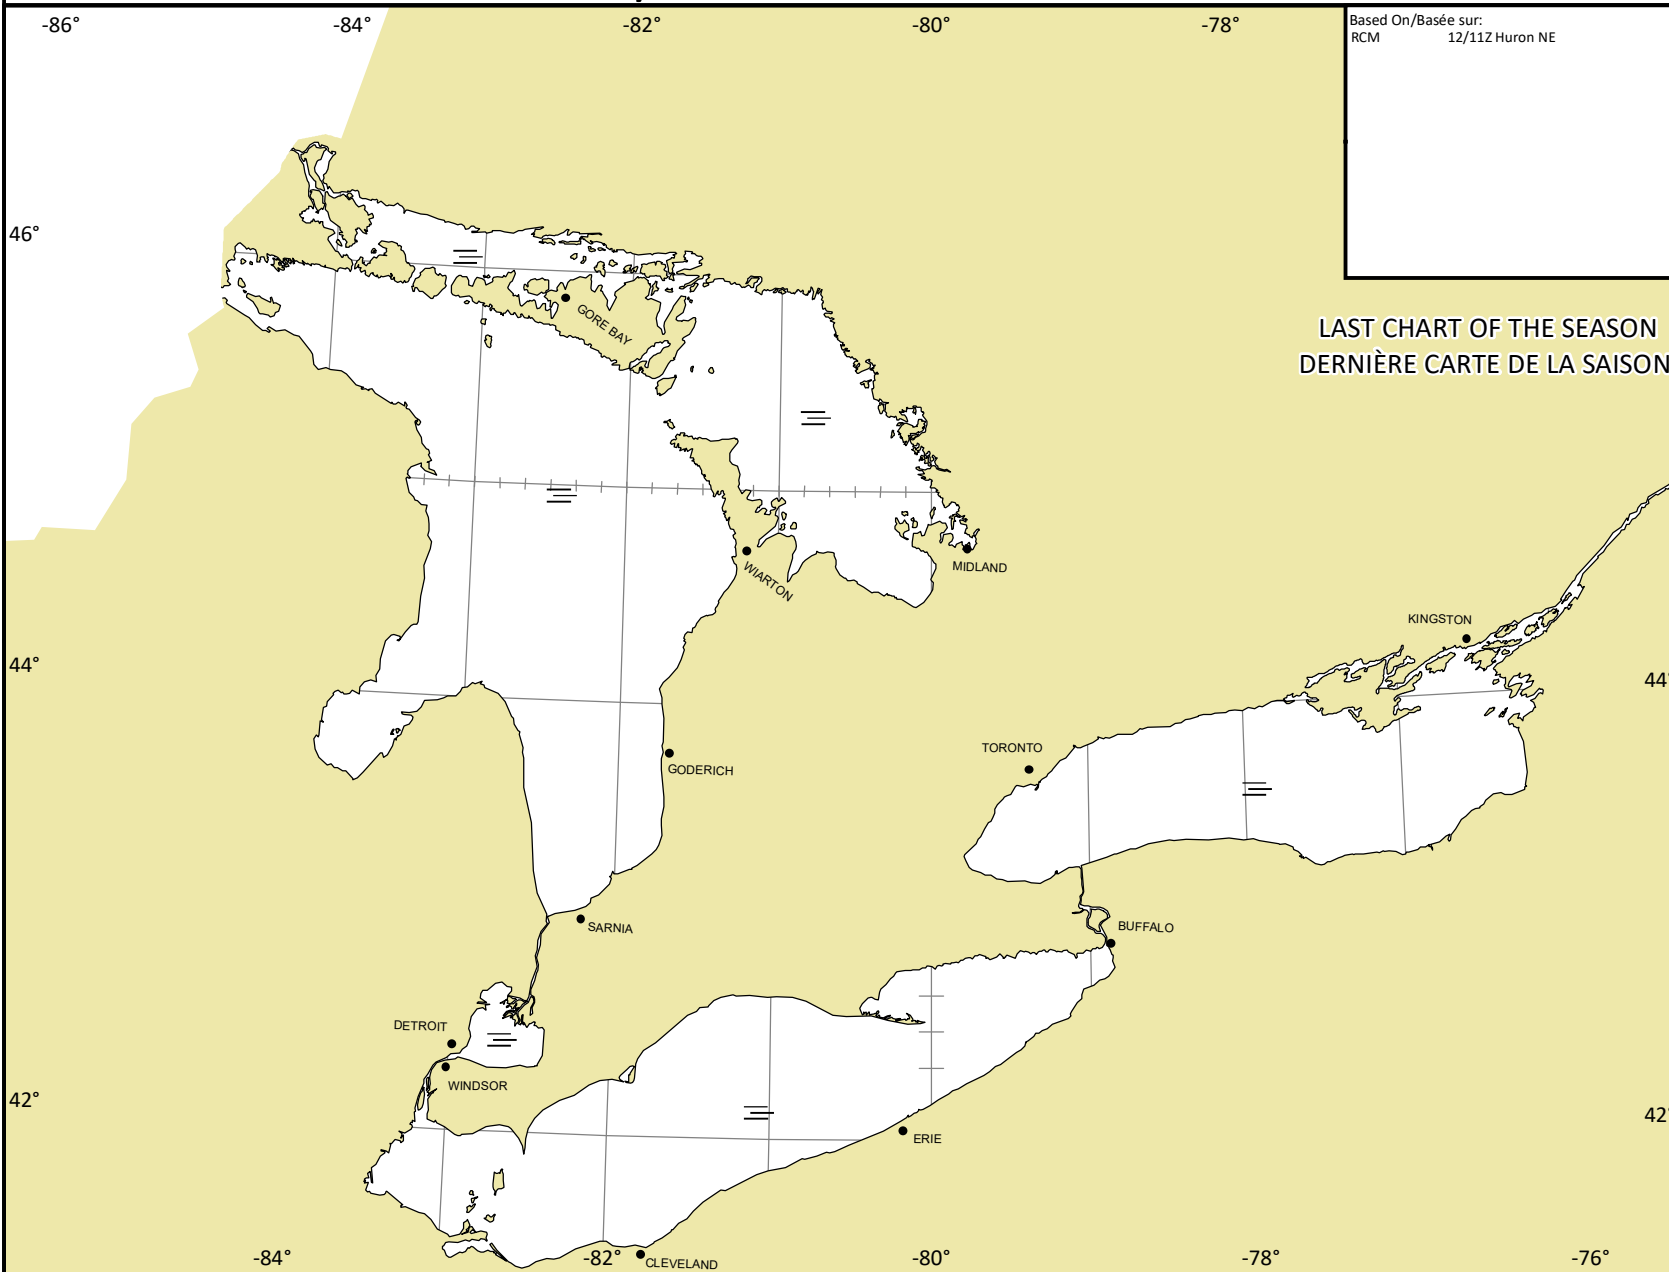 -86°
-84°
-82°
-80°
-78°
Based On/Basée sur:
RCM 12/11Z Huron NE
46°
GORE BAY
LAST CHART OF THE SEASON
DERNIÈRE CARTE DE LA SAISON
WIARTON
MIDLAND
KINGSTON
44°
44°
TORONTO
GODERICH
SARNIA
BUFFALO
DETROIT
WINDSOR
42°
42°
ERIE
-84°
-82°
CLEVELAND
-80°
-78°
-76°